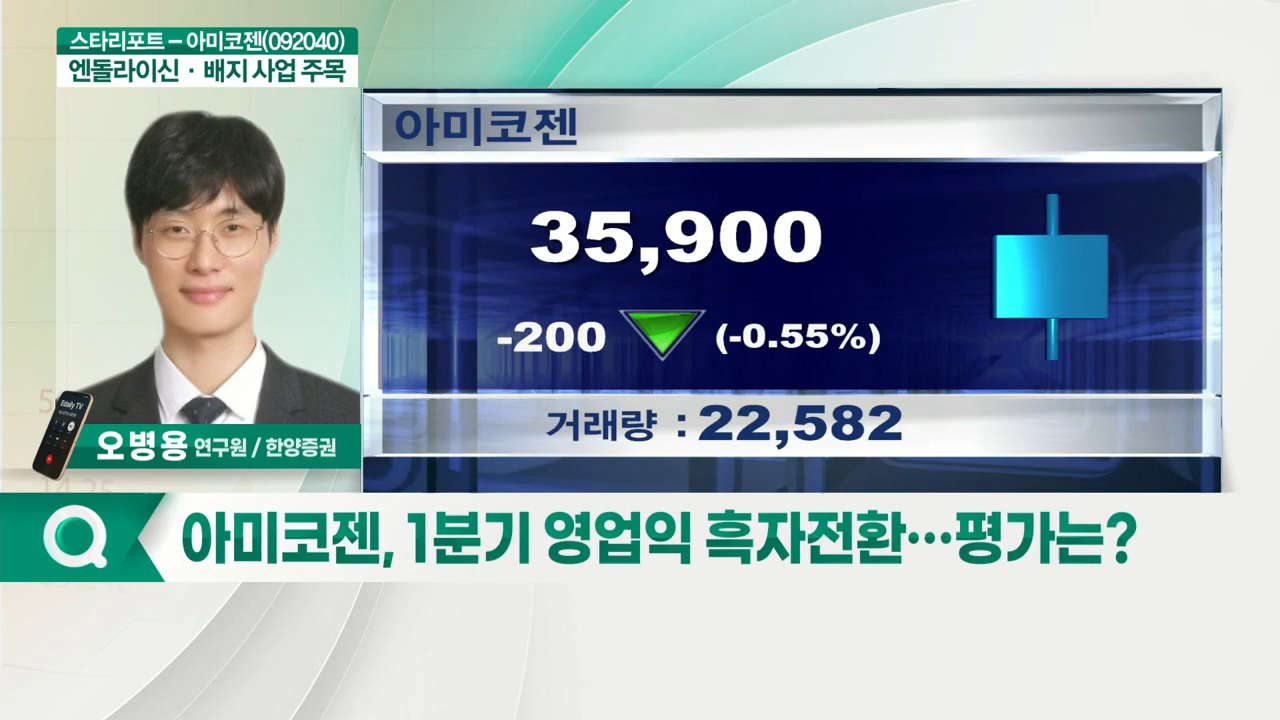 스타리포트 – 아미코젠(092040)
엔돌라이신 · 배지 사업 주목
아미코젠
35,900
-200 (-0.55%)
거래량 : 22,582
Edaily TV
오병용 연구원 / 한양증권
Q 아미코젠, 1분기 영업익 흑자전환…평가는?